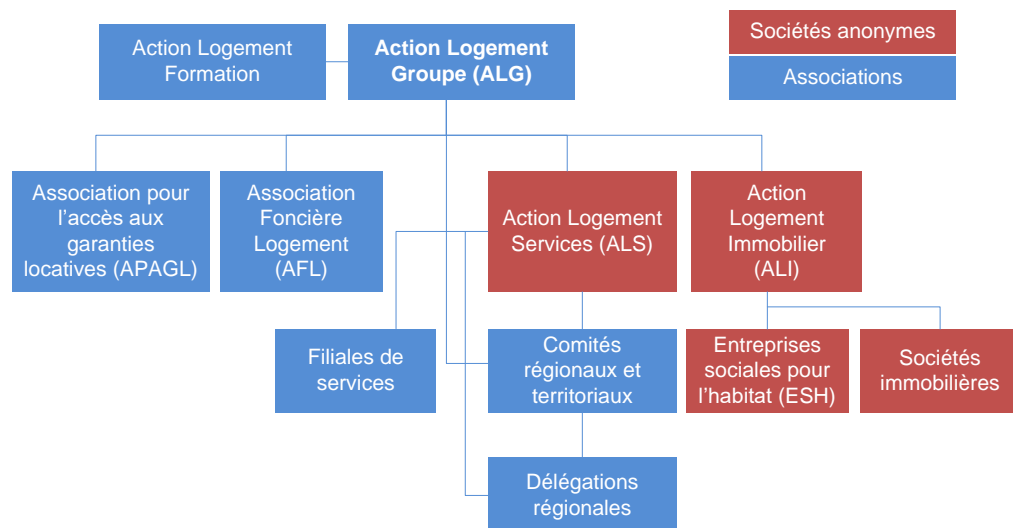 Action Logement
Formation
Action Logement
Groupe (ALG)
Sociétés anonymes
Associations
Association pour
l’accès aux
garanties
locatives (APAGL)
Association
Foncière
Logement
(AFL)
Action Logement
Services (ALS)
Action
Logement
Immobilier
(ALI)
Filiales de
services
Comités
régionaux et
territoriaux
Entreprises
sociales pour
l’habitat (ESH)
Sociétés
immobilières
Délégations
régionales